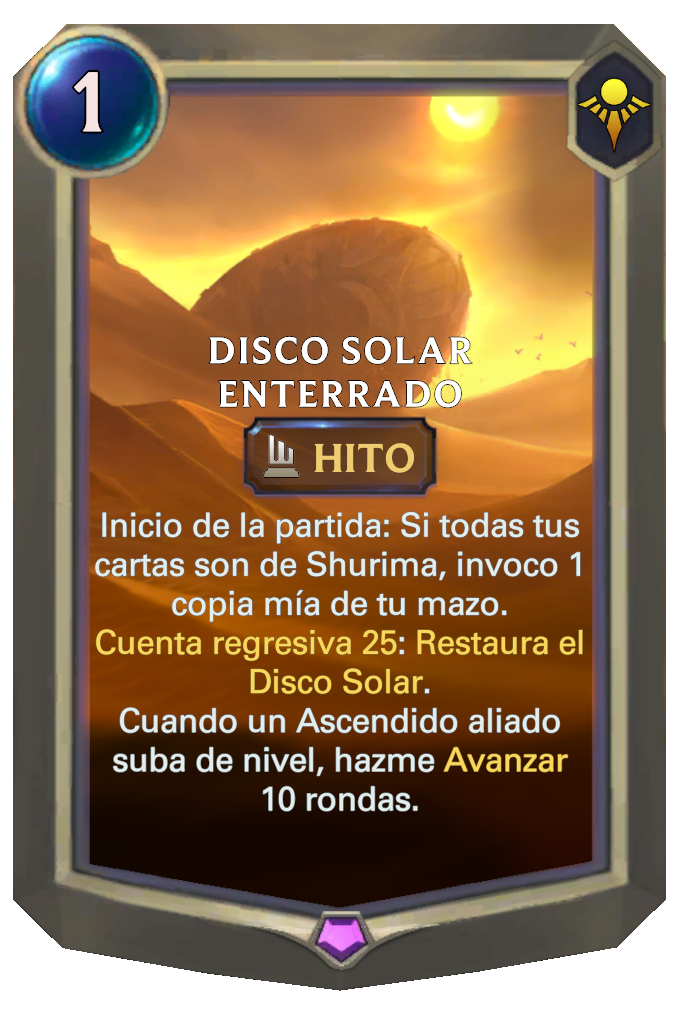 1
DISCO SOLAR
ENTERRADO
HITO
Inicio de la partida: Si todas tus
cartas son de Shurima, invoco 1
copia mía de tu mazo.
Cuenta regresiva 25: Restaura el
Disco Solar.
Cuando un Ascendido aliado
suba de nivel, hazme Avanzar
10 rondas.